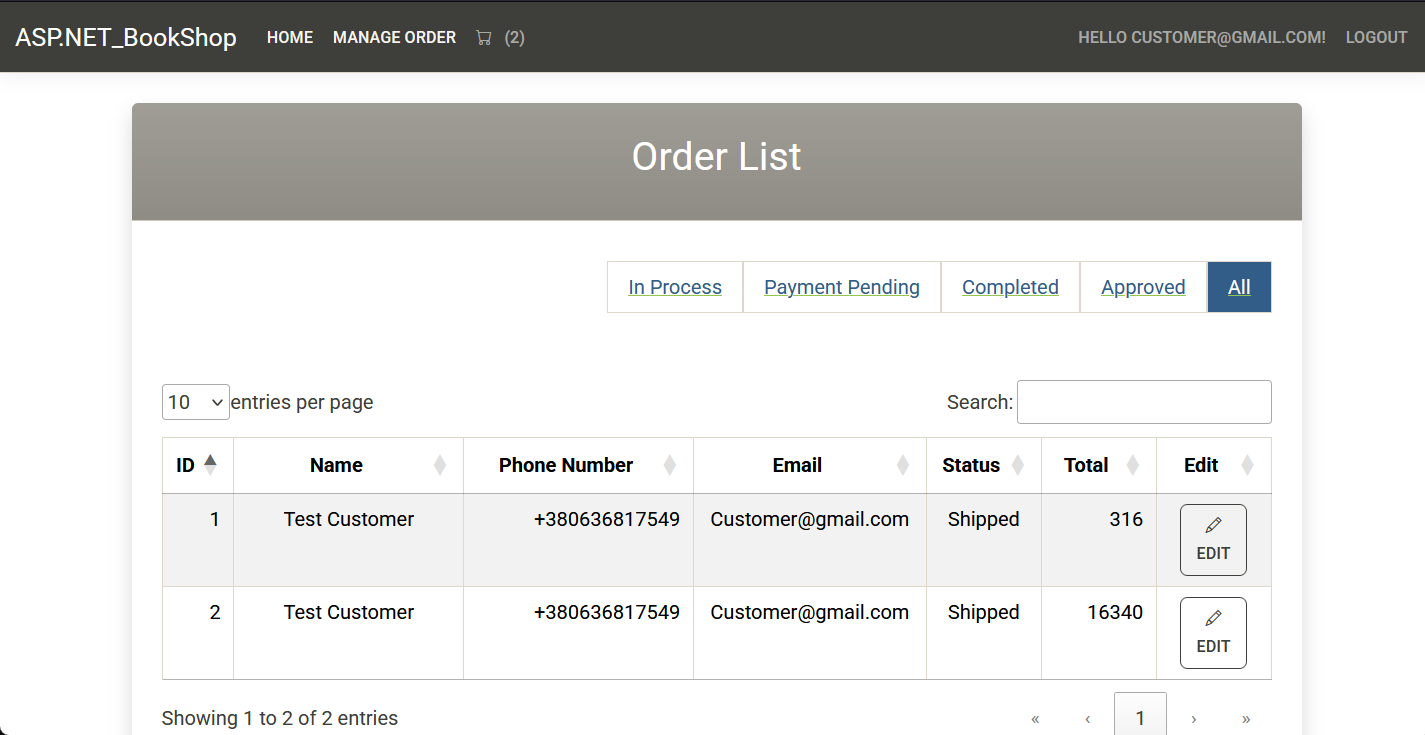 ASP.NET_BookShop HOME MANAGE ORDER (2) HELLO CUSTOMER@GMAIL.COM! LOGOUT
Order List
In Process Payment Pending Completed Approved All
10 entries per page Search:
ID Name Phone Number Email Status Total Edit
1 Test Customer +380636817549 Customer@gmail.com Shipped 316 EDIT
2 Test Customer +380636817549 Customer@gmail.com Shipped 16340 EDIT
Showing 1 to 2 of 2 entries « ‹ 1 › »